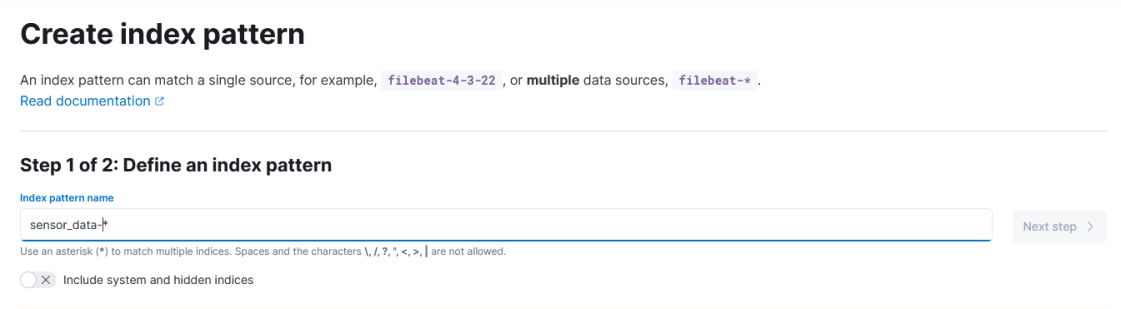 Create index pattern
An index pattern can match a single source, for example, filebeat-4-3-22 , or multiple data sources, filebeat-* .
Read documentation
Step 1 of 2: Define an index pattern
Index pattern name
sensor_data-*
Next step
Use an asterisk (*) to match multiple indices. Spaces and the characters \, /, ?, ", <, >, | are not allowed.
Include system and hidden indices